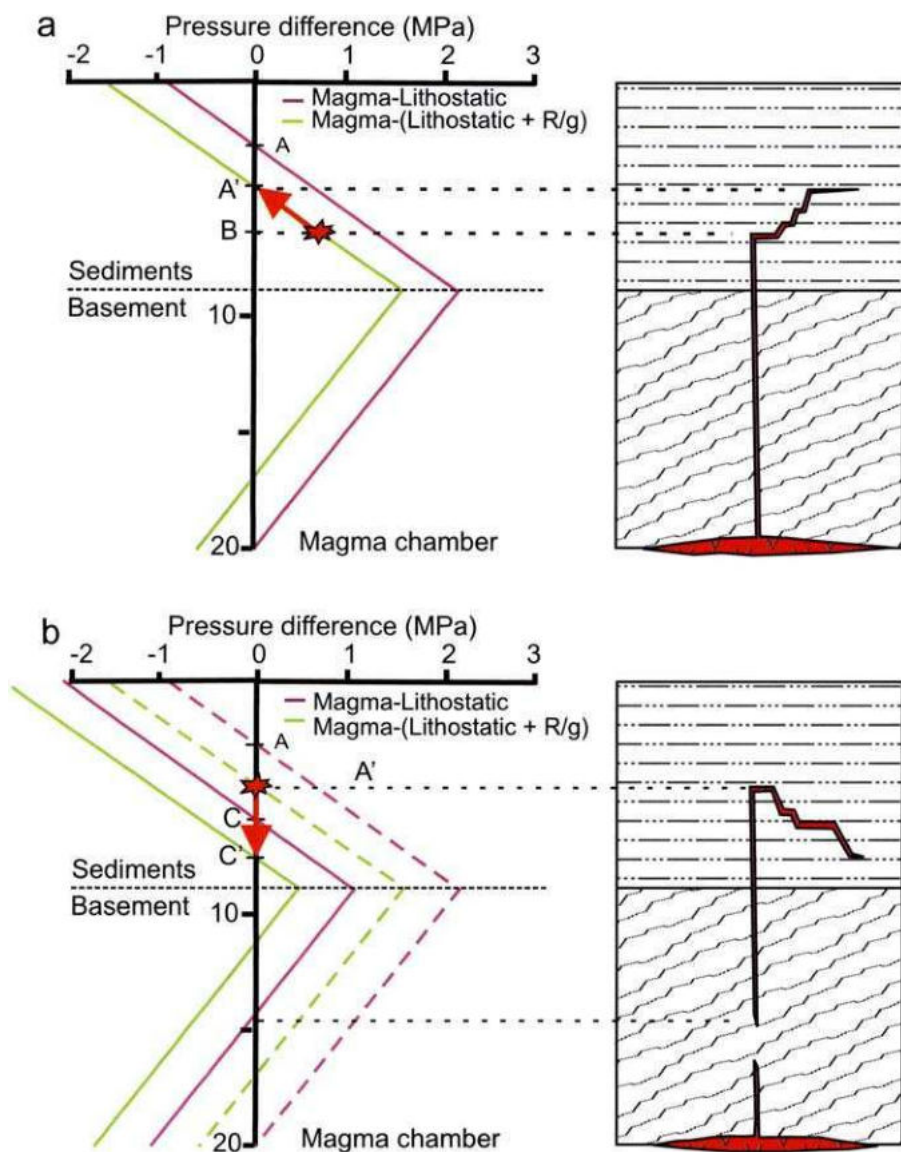 a
Pressure difference (MPa)
-2 -1 0 1 2 3
Magma-Lithostatic
Magma-(Lithostatic + R/g)
A
A'
B
Sediments
Basement
10
20
Magma chamber
b
Pressure difference (MPa)
-2 -1 0 1 2 3
Magma-Lithostatic
Magma-(Lithostatic + R/g)
A
A'
C
C'
Sediments
Basement
10
20
Magma chamber